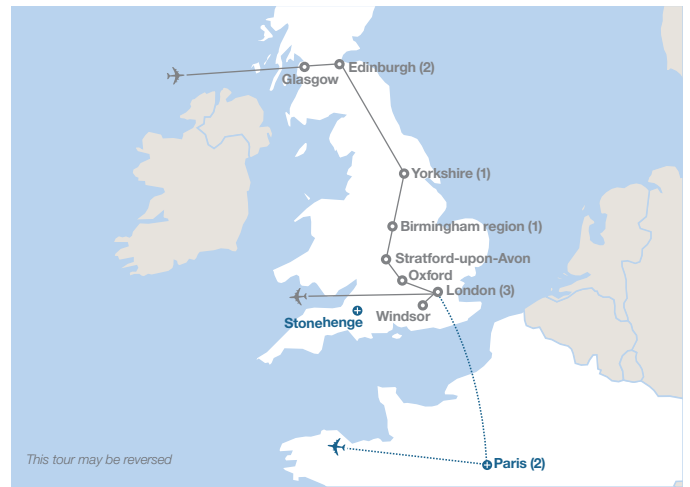 Edinburgh (2)
Glasgow
Yorkshire (1)
Birmingham region (1)
Stratford-upon-Avon
Oxford
London (3)
Windsor
Stonehenge
This tour may be reversed
Paris (2)